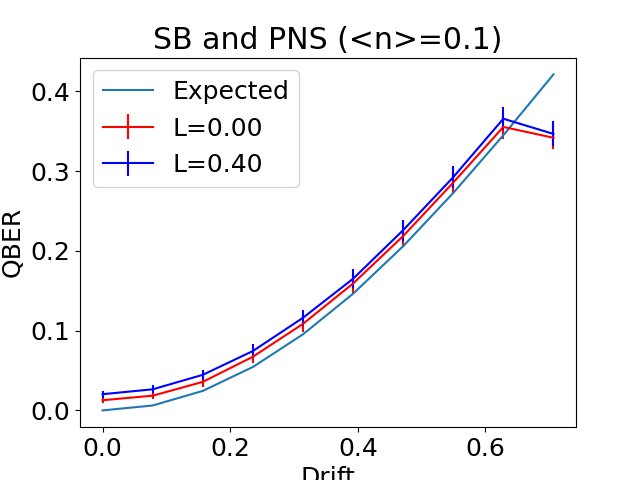 SB and PNS (<n>=0.1)
Expected
L=0.00
L=0.40
QBER
0.4
0.3
0.2
0.1
0.0
0.0 0.2 0.4 0.6
Drift